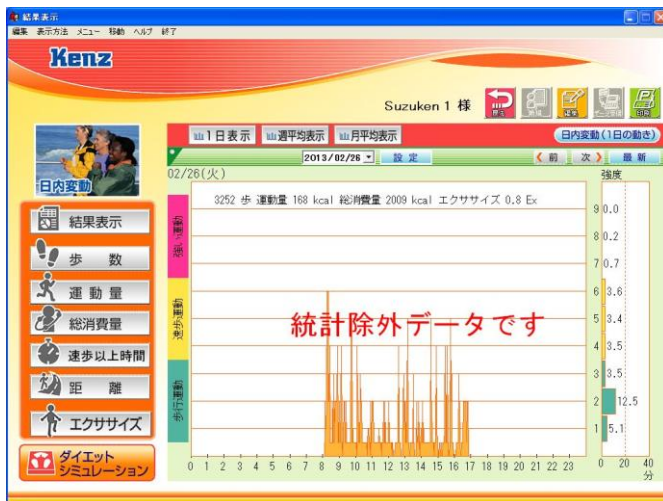 結果表示
編集 表示方法 メニュー 移動 ヘルプ 終了
Kenz
Suzuken 1 様
戻る 編集 印刷
1日表示 週平均表示 月平均表示 日内変動(1日の動き)
2013/02/26 設定 前 次 最新
日内変動
結果表示
歩数
運動量
総消費量
速歩以上時間
距離
エクササイズ
ダイエット
シミュレーション
02/26(火) 強度
3252 歩 運動量 168 kcal 総消費量 2009 kcal エクササイズ 0.8 Ex
強い運動
速歩運動
歩行運動
統計除外データです
9 0.0
8 0.2
7 0.7
6 3.6
5 3.4
4 3.5
3 3.5
2 12.5
1 5.1
0 1 2 3 4 5 6 7 8 9 10 11 12 13 14 15 16 17 18 19 20 21 22 23 0 20 40
分